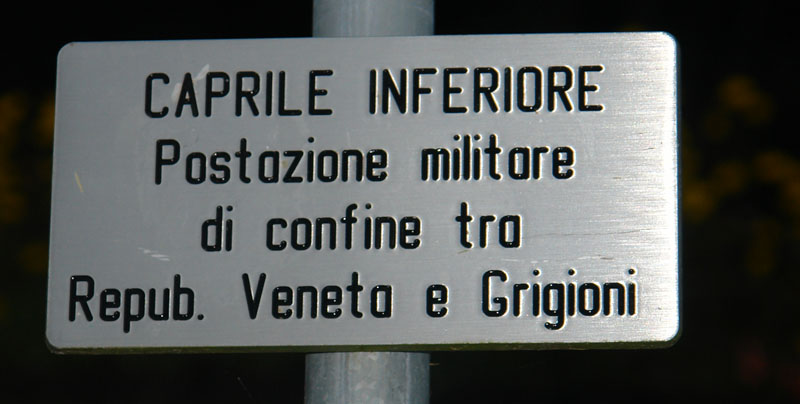 CAPRILE INFERIORE
Postazione militare
di confine tra
Repub. Veneta e Grigioni